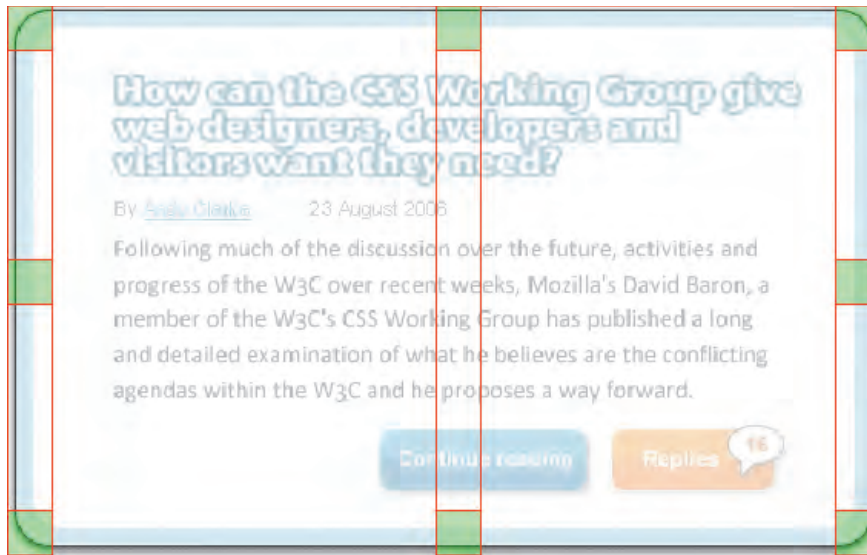 How can the CSS Working Group give
web designers, developers and
visitors want they need?
By Andy Clarke 23 August 2006
Following much of the discussion over the future, activities and
progress of the W3C over recent weeks, Mozilla's David Baron, a
member of the W3C's CSS Working Group has published a long
and detailed examination of what he believes are the conflicting
agendas within the W3C and he proposes a way forward.
Continue reading Replies 16